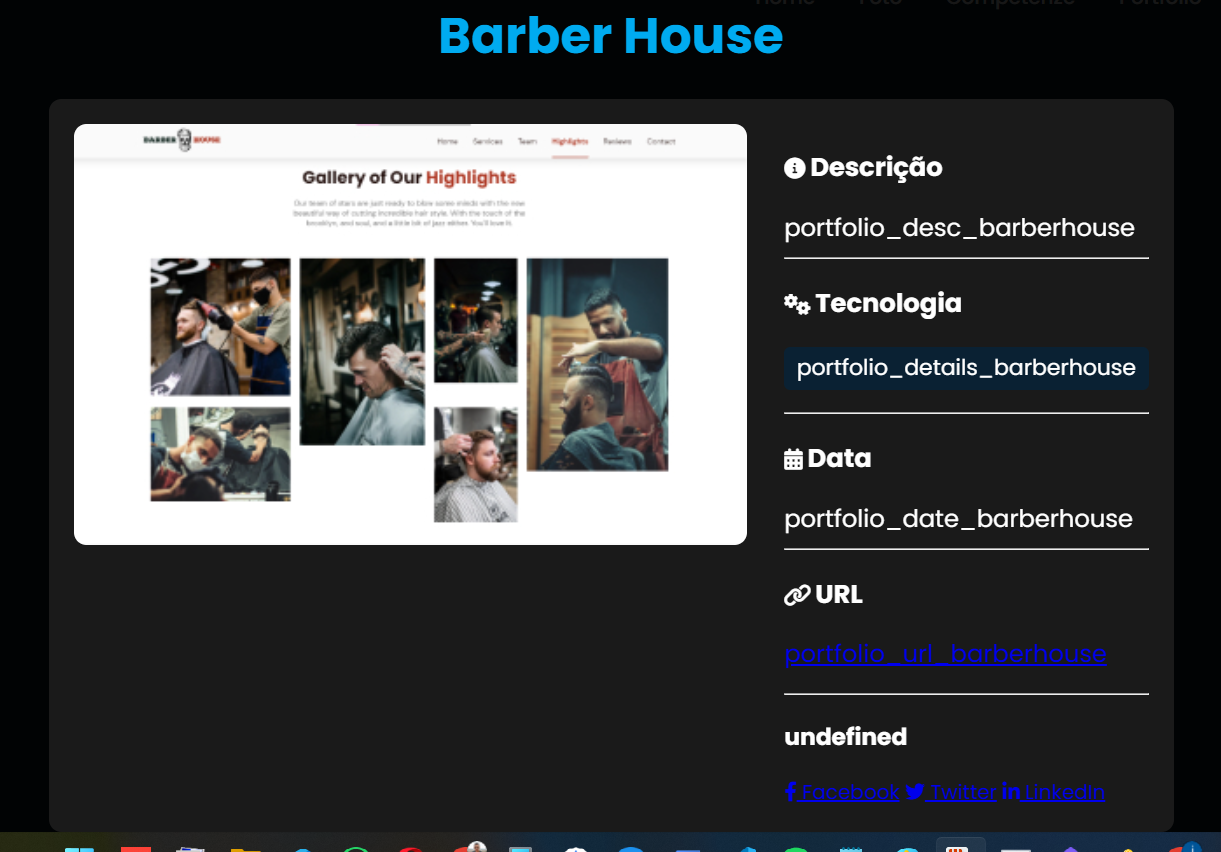 Home Foto Competenze Portfolio
Barber House
BARBER HOUSE
Home Services Team Highlights Reviews Contact
Gallery of Our Highlights
Our team of stars are just ready to blow some minds with the new
beautiful way of cutting incredible hair style. With the touch of the
brooklyn, and soul, and a little bit of jazz either. You'll love it.
Descrição
portfolio_desc_barberhouse
Tecnologia
portfolio_details_barberhouse
Data
portfolio_date_barberhouse
URL
portfolio_url_barberhouse
undefined
Facebook Twitter LinkedIn